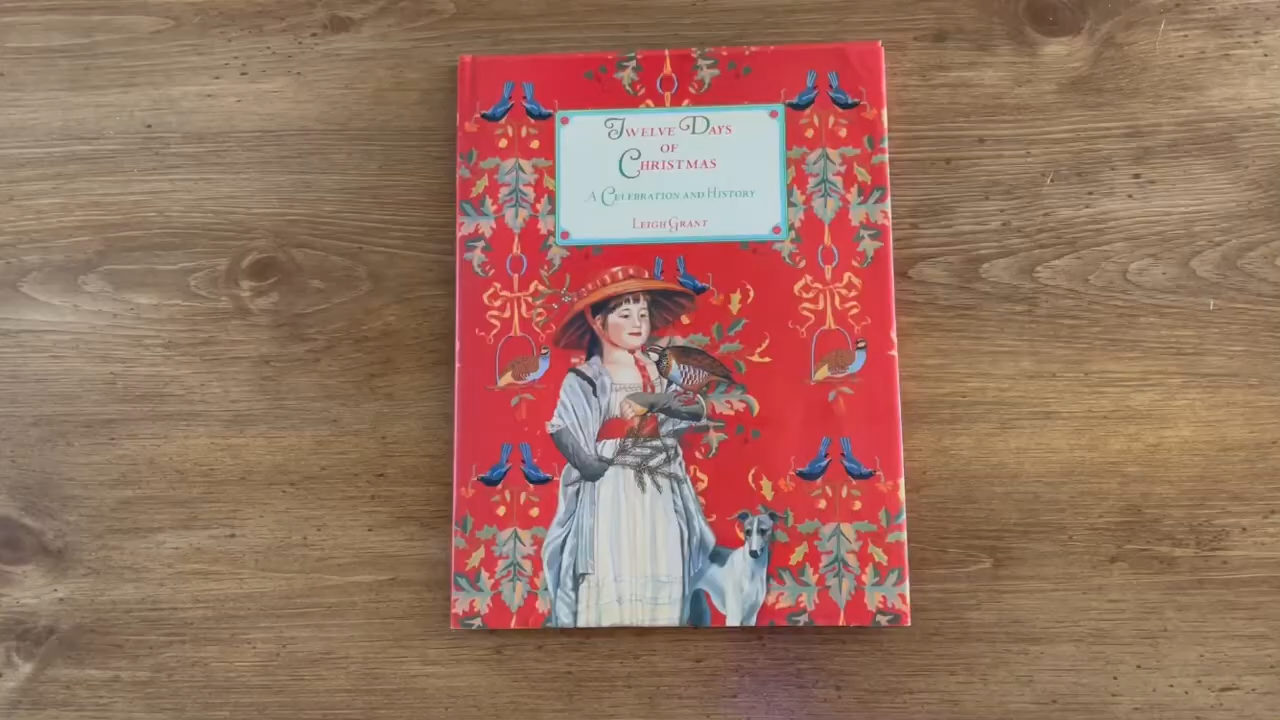 Twelve Days
of
Christmas
A Celebration and History
Leigh Grant